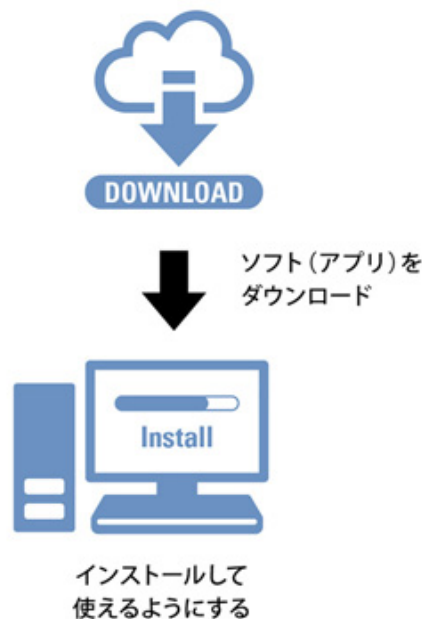 DOWNLOAD
ソフト（アプリ）を
ダウンロード
Install
インストールして
使えるようにする